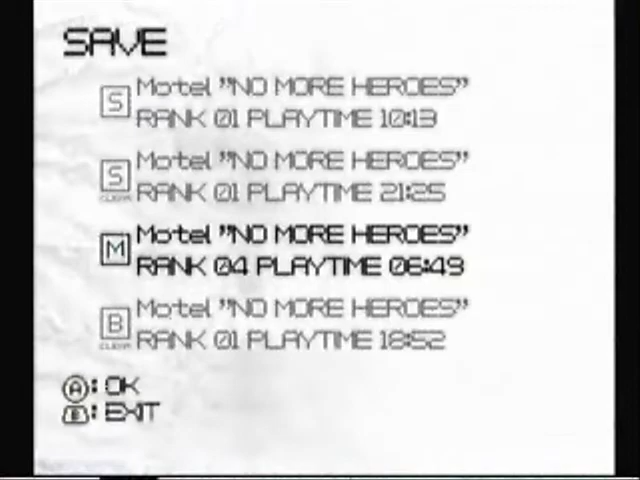 SAVE
S Motel "NO MORE HEROES"
RANK 01 PLAYTIME 10:13
S Motel "NO MORE HEROES"
CLEAR RANK 01 PLAYTIME 21:25
M Motel "NO MORE HEROES"
RANK 04 PLAYTIME 06:49
B Motel "NO MORE HEROES"
CLEAR RANK 01 PLAYTIME 18:52
A: OK
B: EXIT